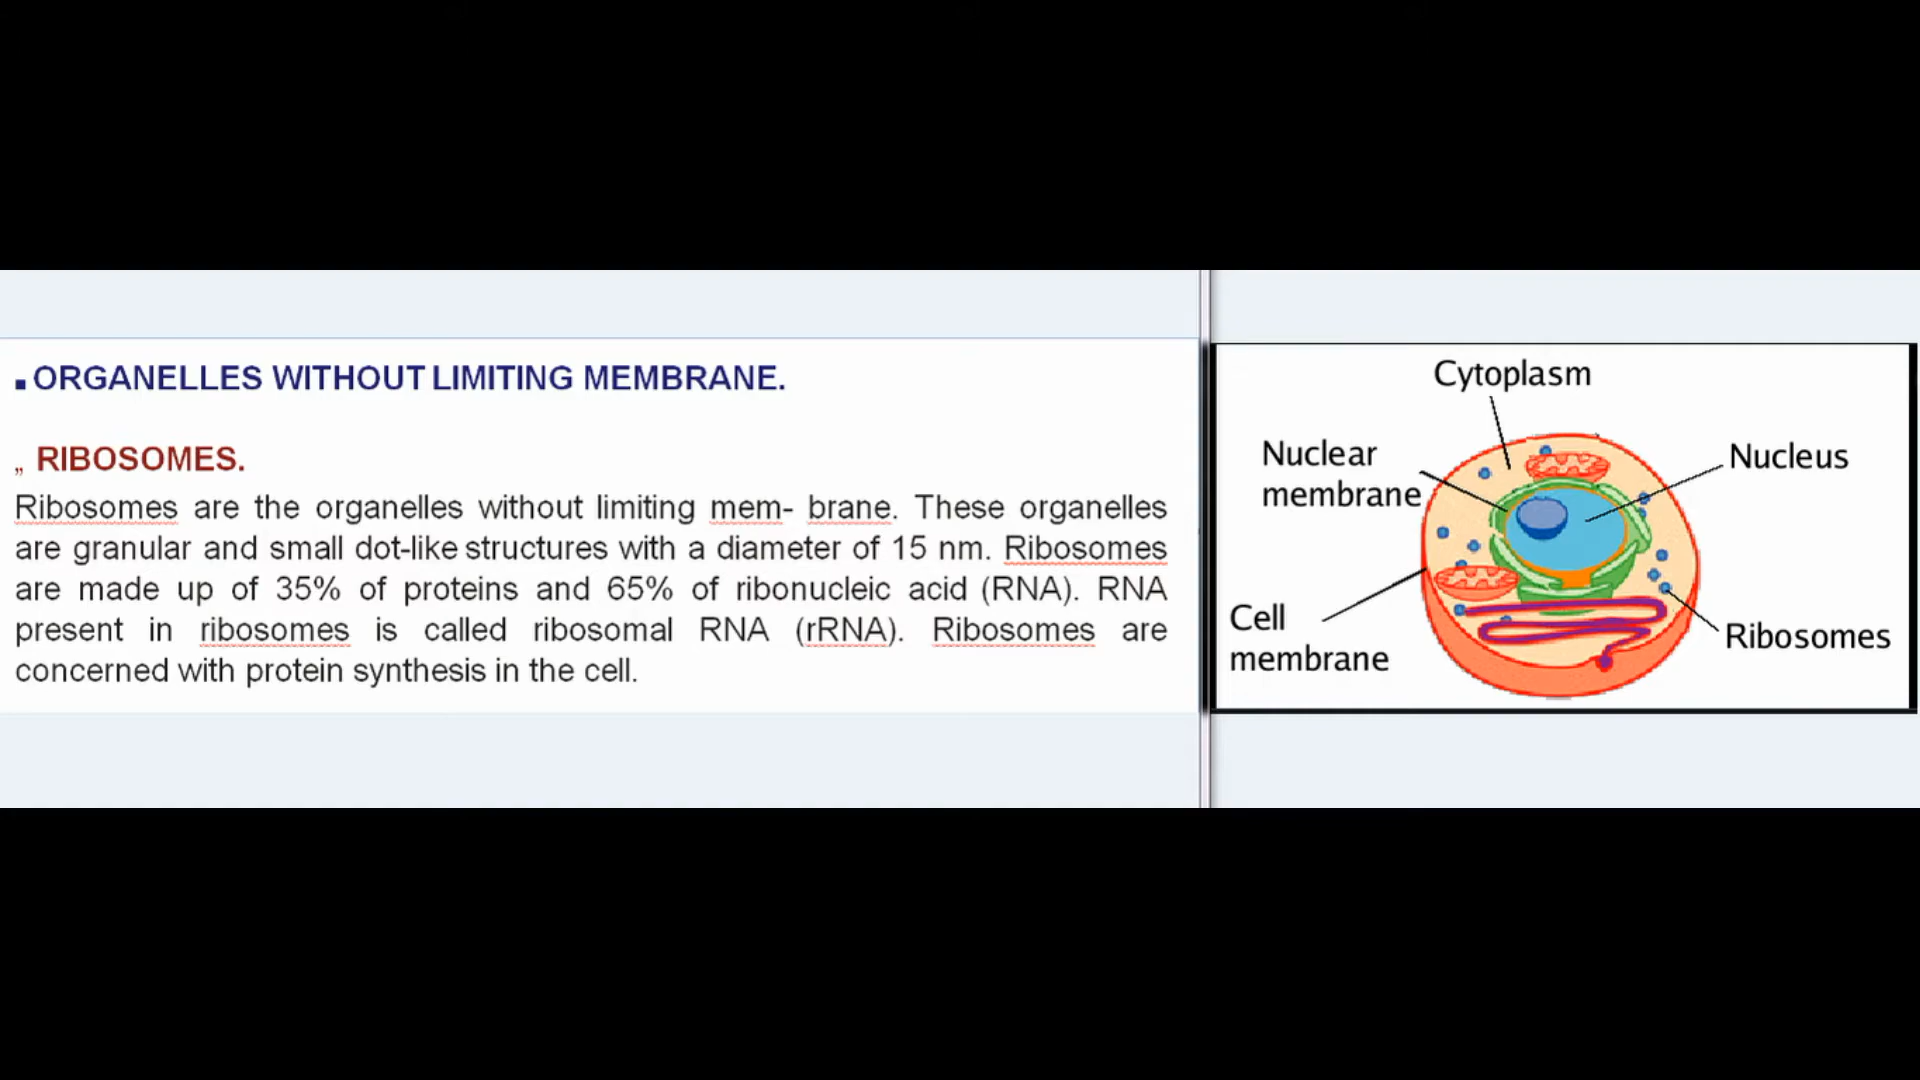 ▪ ORGANELLES WITHOUT LIMITING MEMBRANE.
„ RIBOSOMES.
Ribosomes are the organelles without limiting mem- brane. These organelles
are granular and small dot-like structures with a diameter of 15 nm. Ribosomes
are made up of 35% of proteins and 65% of ribonucleic acid (RNA). RNA
present in ribosomes is called ribosomal RNA (rRNA). Ribosomes are
concerned with protein synthesis in the cell.
Cytoplasm
Nuclear
membrane
Nucleus
Cell
membrane
Ribosomes